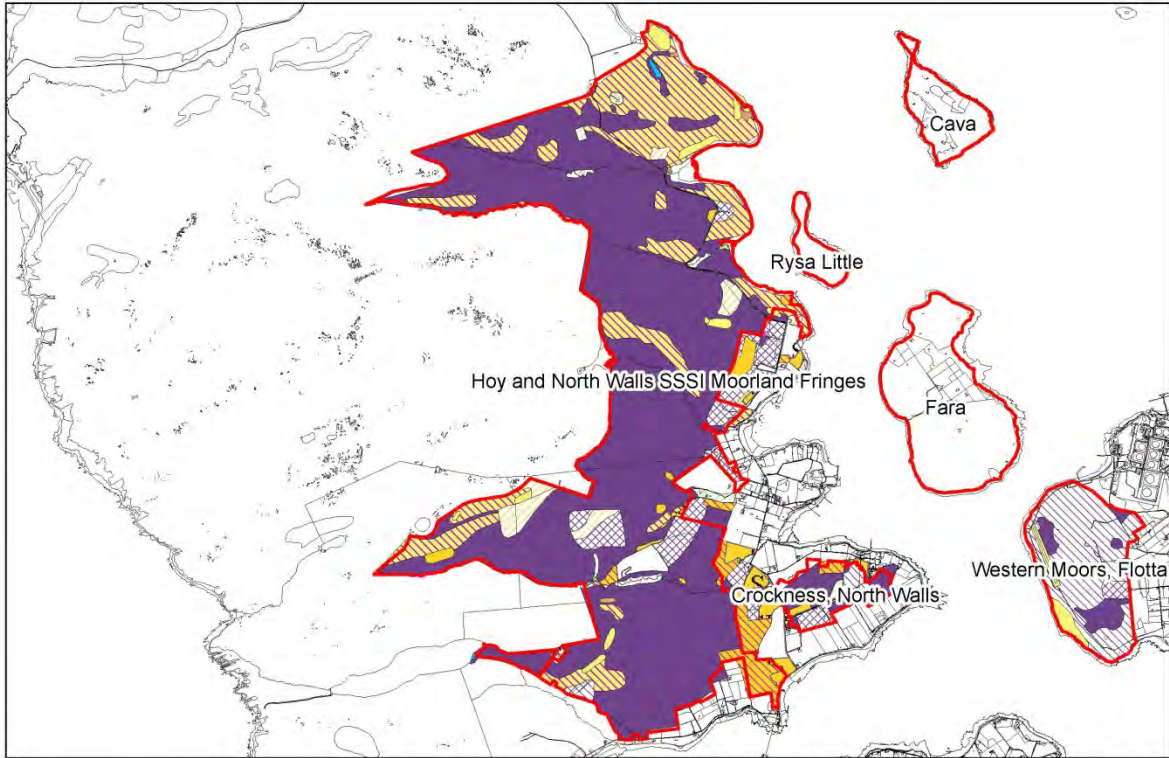 Cava
Rysa Little
Hoy and North Walls SSSI Moorland Fringes
Fara
Western Moors, Flotta
Crockness, North Walls